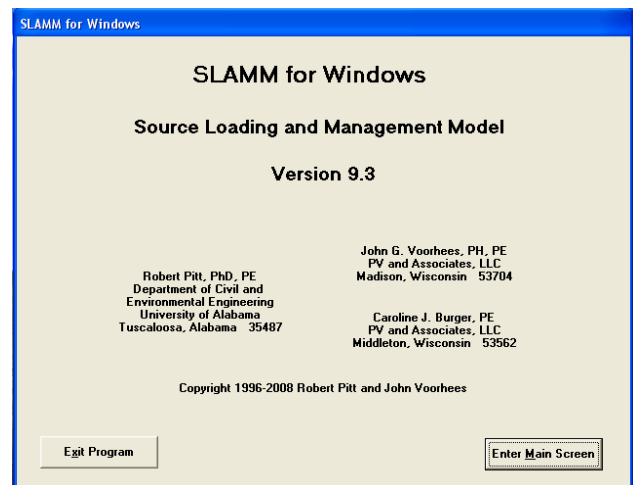 SLAMM for Windows
SLAMM for Windows
Source Loading and Management Model
Version 9.3
Robert Pitt, PhD, PE
Department of Civil and
Environmental Engineering
University of Alabama
Tuscaloosa, Alabama 35487
John G. Voorhees, PH, PE
PV and Associates, LLC
Madison, Wisconsin 53704
Caroline J. Burger, PE
PV and Associates, LLC
Middleton, Wisconsin 53562
Copyright 1996-2008 Robert Pitt and John Voorhees
Exit Program
Enter Main Screen